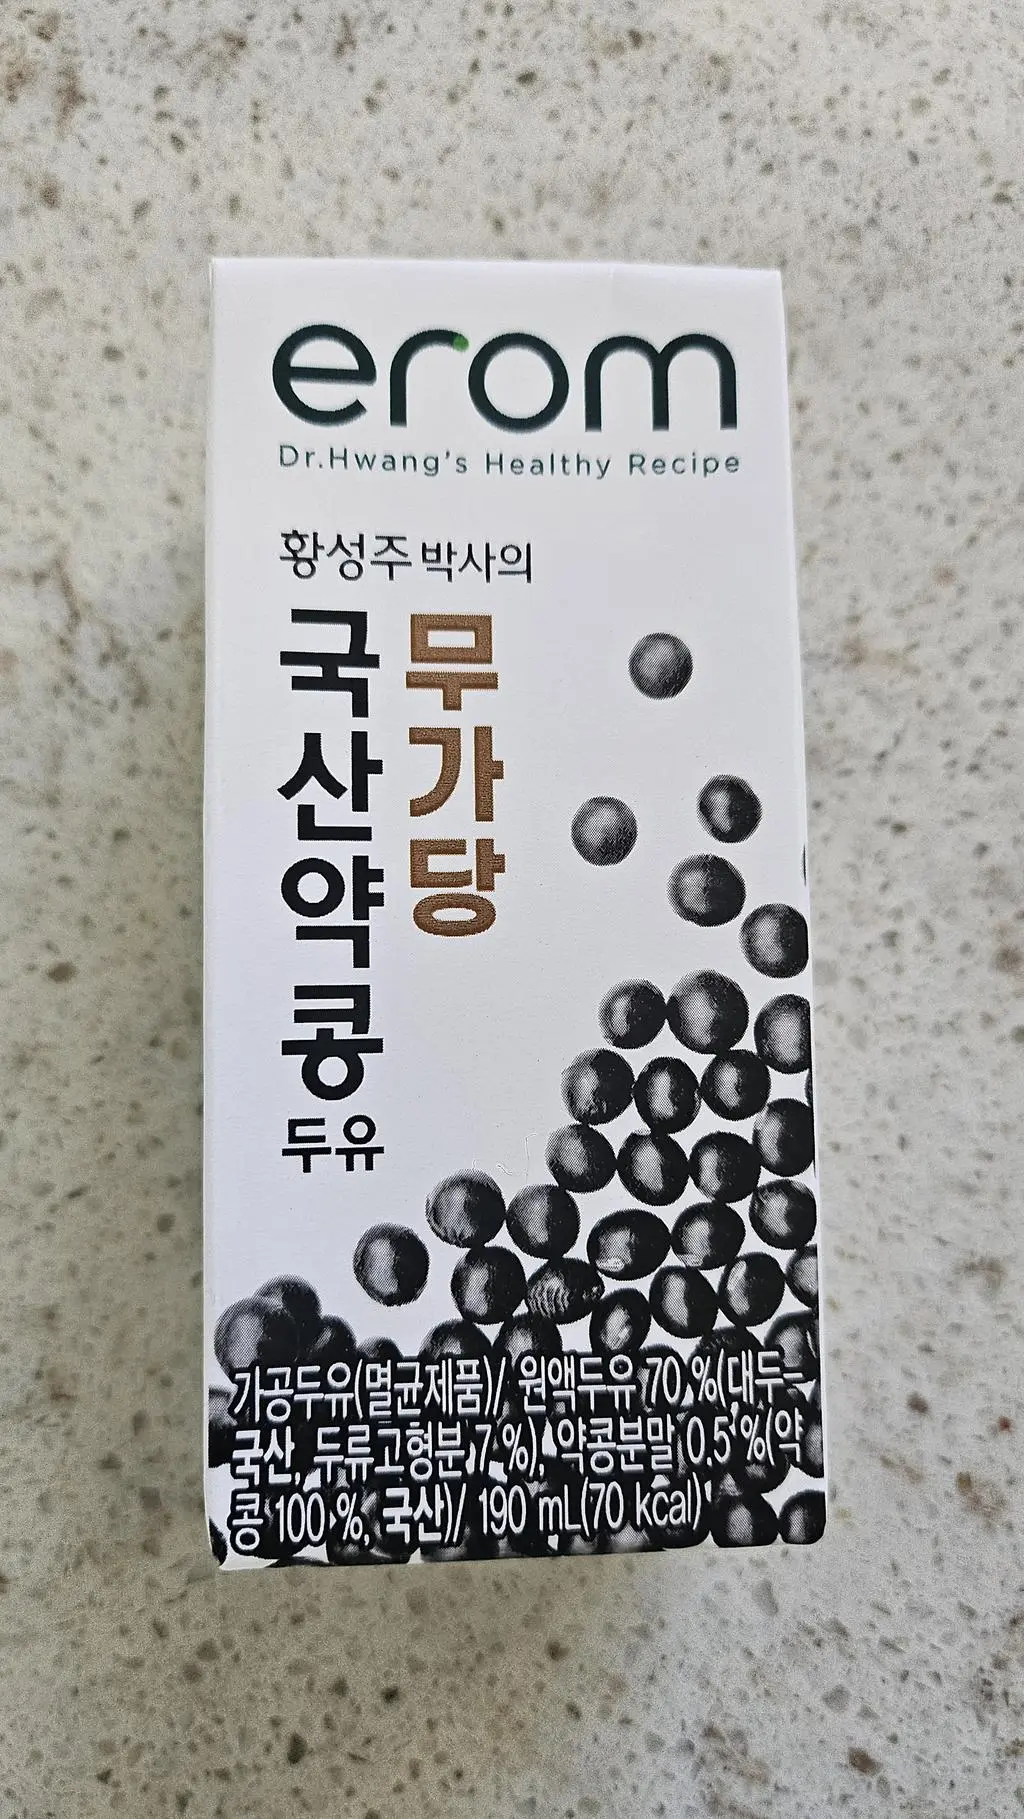 erom
Dr.Hwang's Healthy Recipe
황성주 박사의
무가당
국산약콩
두유
가공두유(멸균제품)/ 원액두유 70 %(대두=
국산, 두류고형분 7 %), 약콩분말 0.5 %(약
콩 100 %, 국산)/ 190 mL(70 kcal)